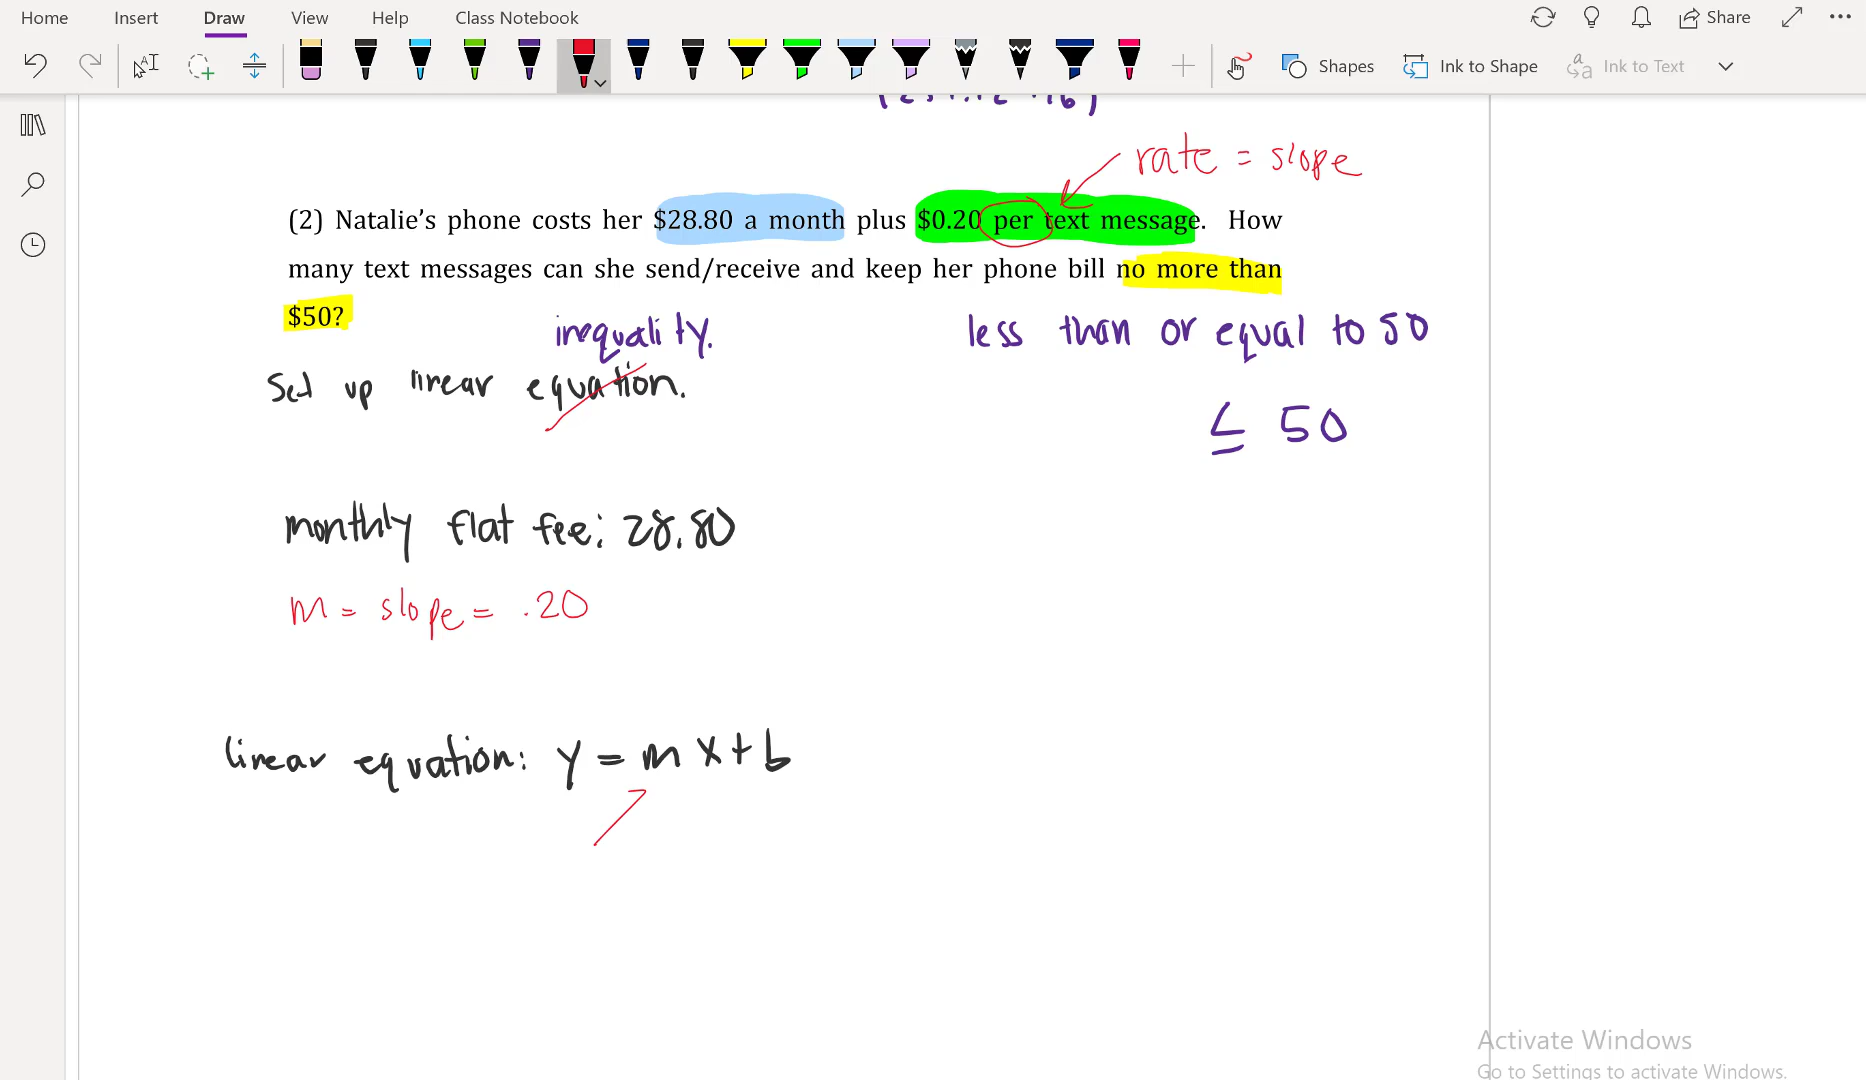 Home Insert Draw View Help Class Notebook Share
Shapes Ink to Shape Ink to Text
rate = slope
(2) Natalie's phone costs her $28.80 a month plus $0.20 per text message. How
many text messages can she send/receive and keep her phone bill no more than
$50?
inequality.
less than or equal to 50
Set up linear equation.
≤ 50
monthly flat fee: 28.80
m = slope = .20
linear equation: y = mx+b
Activate Windows
Go to Settings to activate Windows.